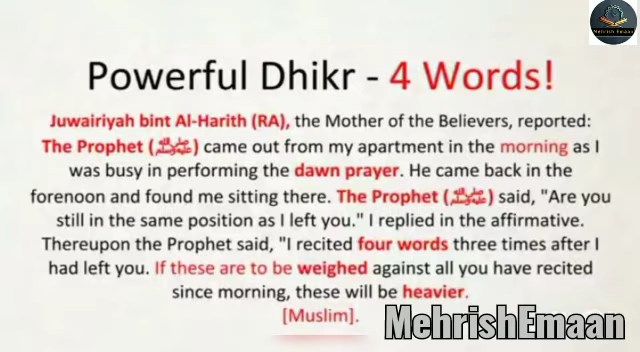 Mehrish Emaan
Powerful Dhikr - 4 Words!
Juwairiyah bint Al-Harith (RA), the Mother of the Believers, reported:
The Prophet (ﷺ) came out from my apartment in the morning as I
was busy in performing the dawn prayer. He came back in the
forenoon and found me sitting there. The Prophet (ﷺ) said, "Are you
still in the same position as I left you." I replied in the affirmative.
Thereupon the Prophet said, "I recited four words three times after I
had left you. If these are to be weighed against all you have recited
since morning, these will be heavier.
[Muslim].
MehrishEmaan